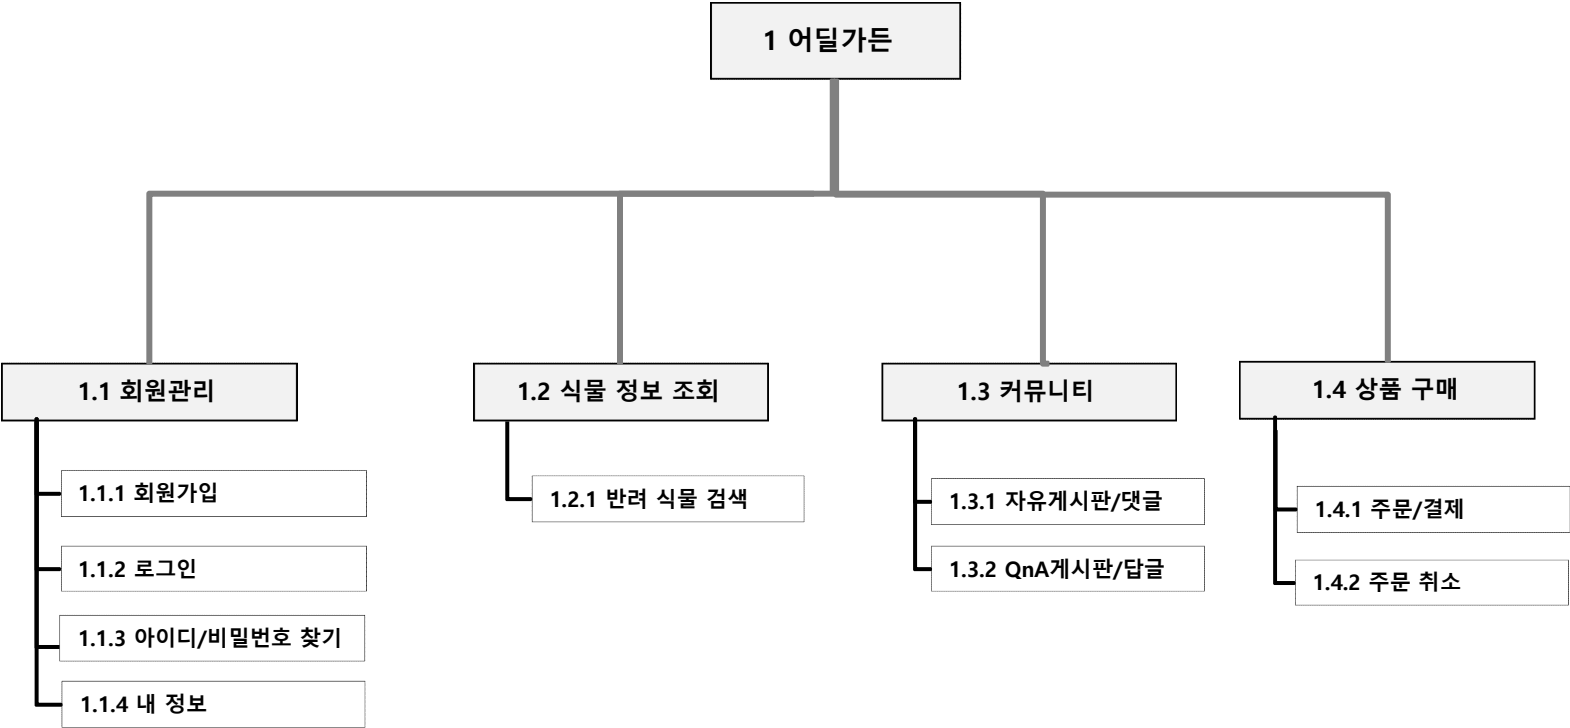 1 어딜가든
1.1 회원관리
1.1.1 회원가입
1.1.2 로그인
1.1.3 아이디/비밀번호 찾기
1.1.4 내 정보
1.2 식물 정보 조회
1.2.1 반려 식물 검색
1.3 커뮤니티
1.3.1 자유게시판/댓글
1.3.2 QnA게시판/답글
1.4 상품 구매
1.4.1 주문/결제
1.4.2 주문 취소